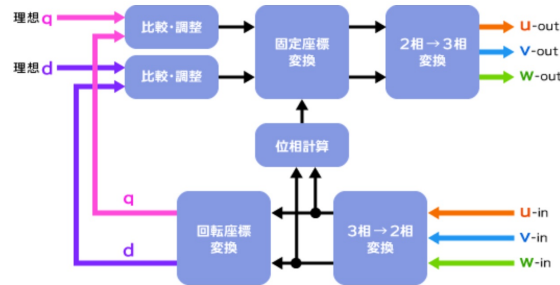 理想q
比較・調整
理想d
比較・調整
固定座標
変換
2相→3相
変換
U-out
V-out
W-out
位相計算
q
d
回転座標
変換
3相→2相
変換
U-in
V-in
W-in